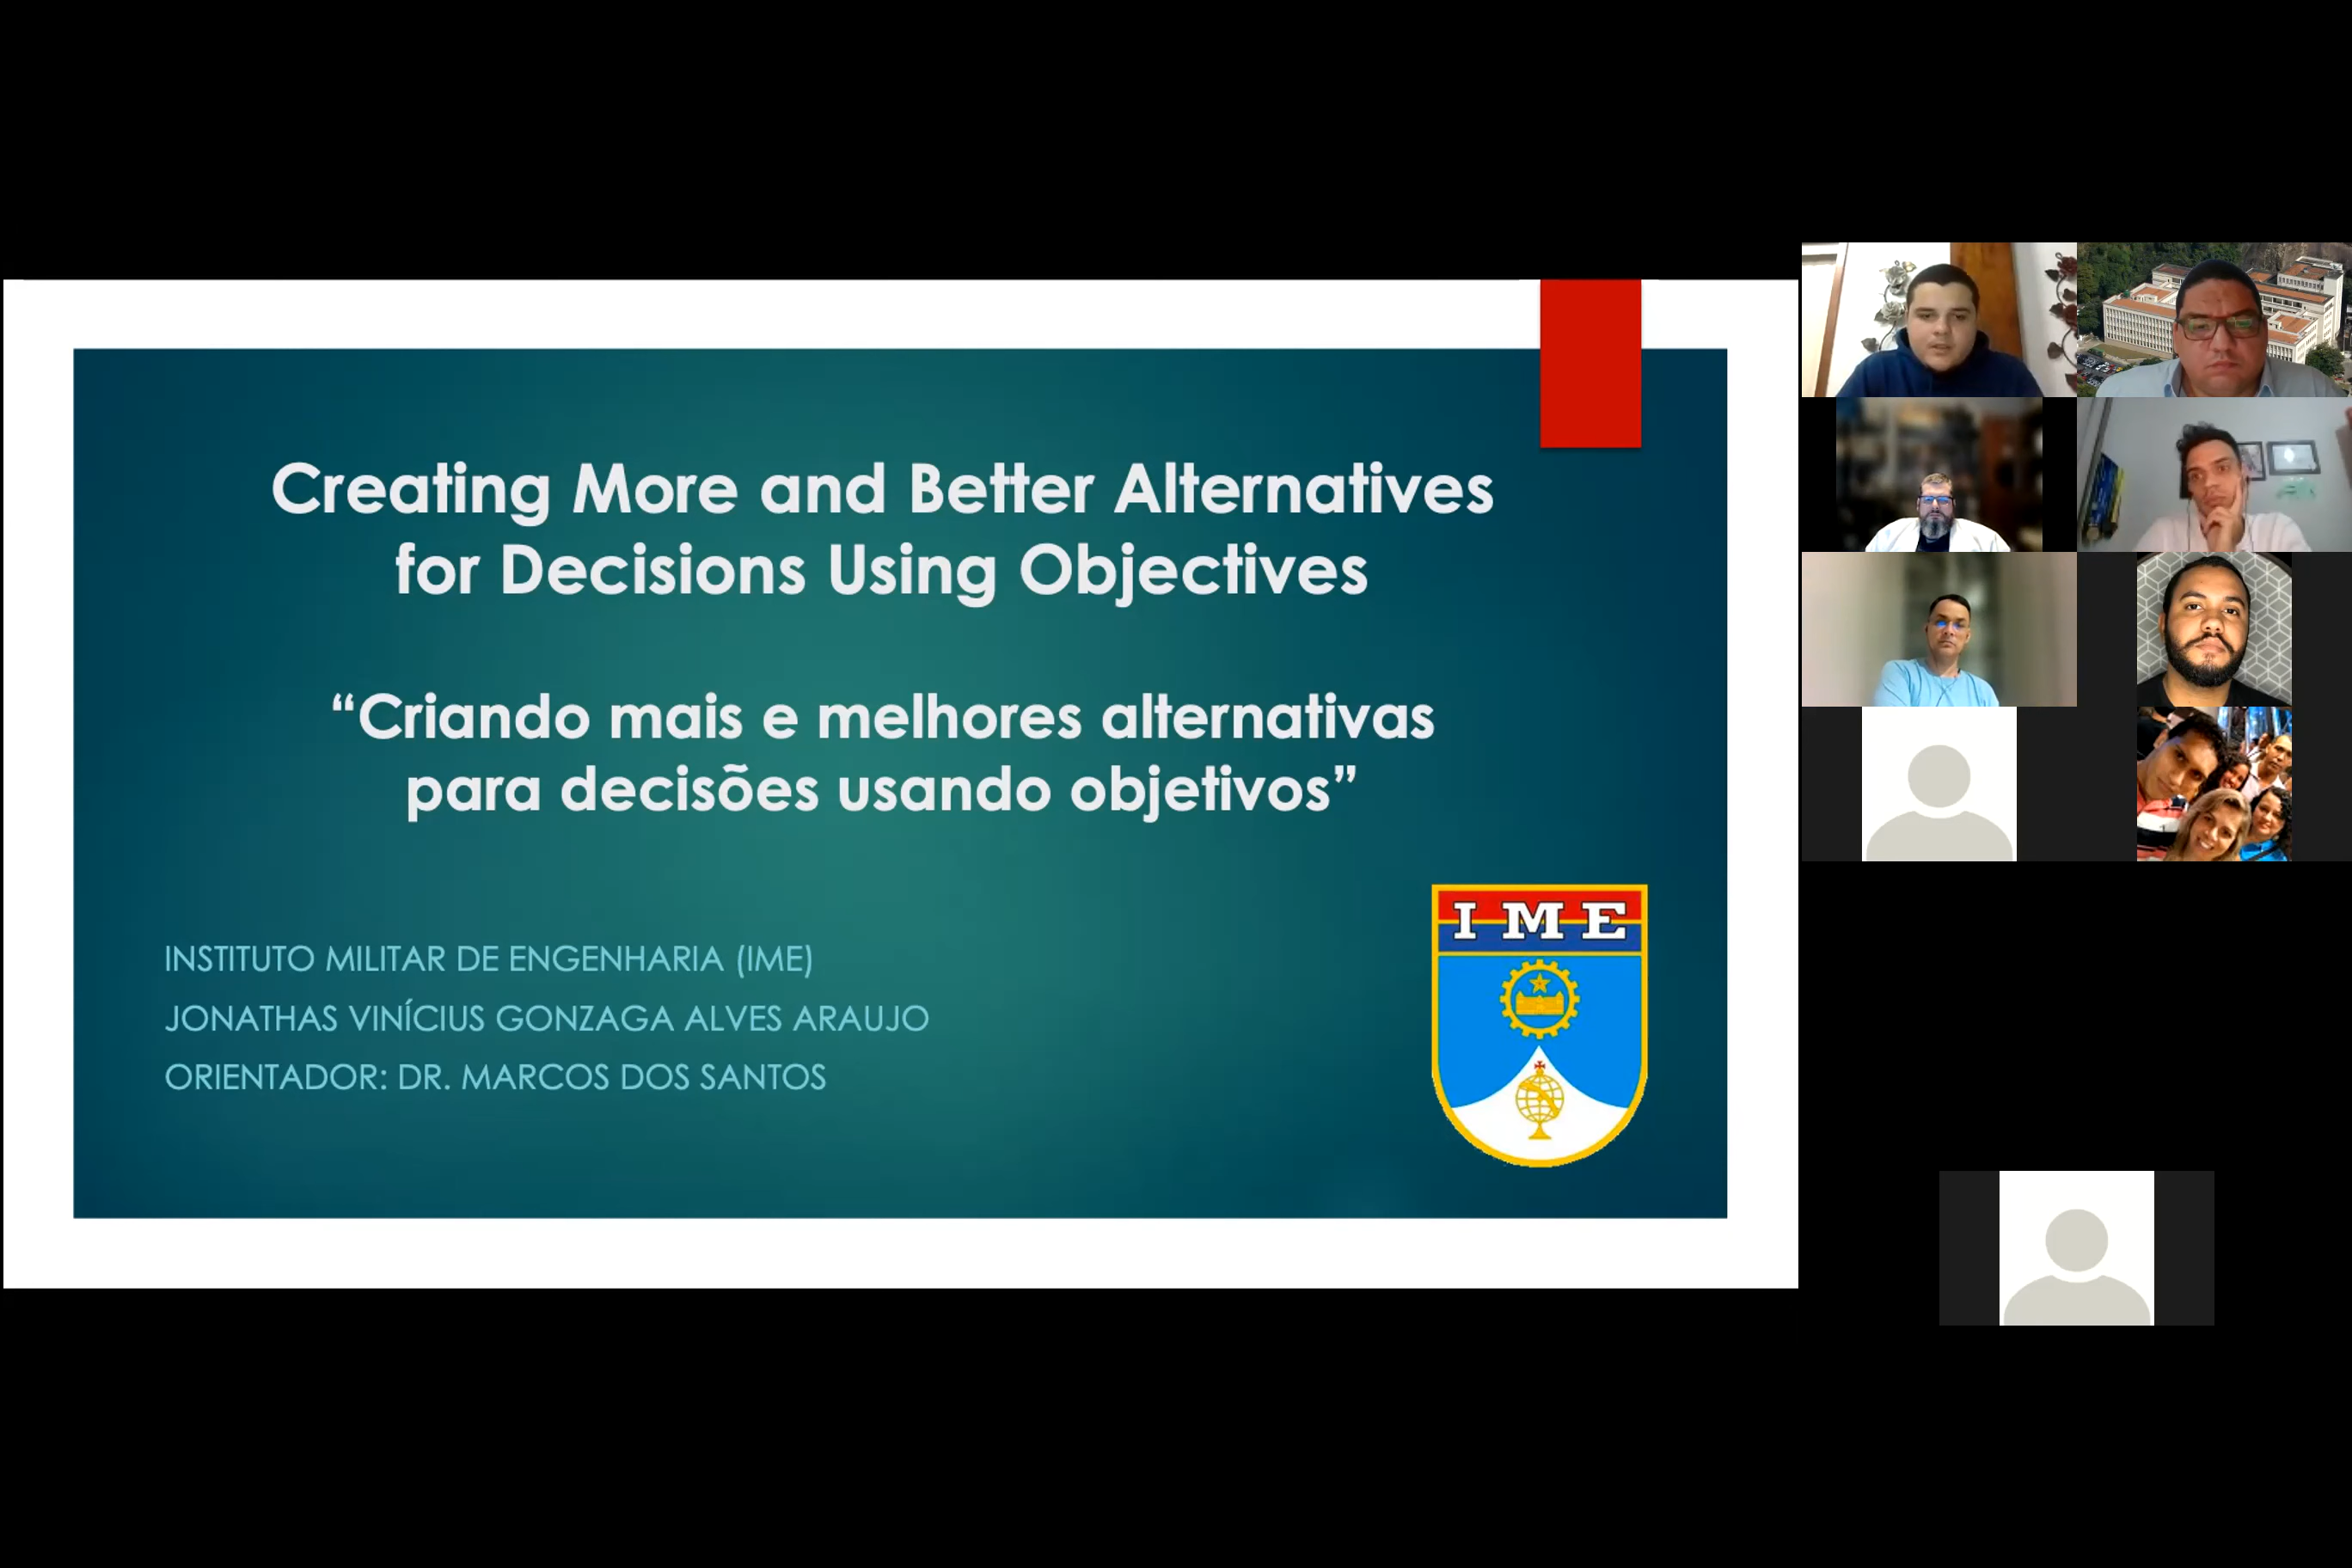 Creating More and Better Alternatives
for Decisions Using Objectives
“Criando mais e melhores alternativas
para decisões usando objetivos”
INSTITUTO MILITAR DE ENGENHARIA (IME)
JONATHAS VINÍCIUS GONZAGA ALVES ARAUJO
ORIENTADOR: DR. MARCOS DOS SANTOS
I M E